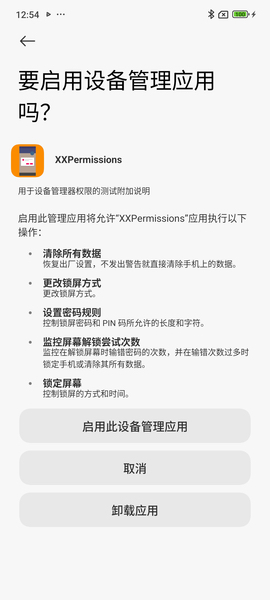 12:54
100
要启用设备管理应用
吗？
XXPermissions
用于设备管理器权限的测试附加说明
启用此管理应用将允许“XXPermissions”应用执行以下
操作：
• 清除所有数据
恢复出厂设置，不发出警告就直接清除手机上的数据。
• 更改锁屏方式
更改锁屏方式。
• 设置密码规则
控制锁屏密码和 PIN 码所允许的长度和字符。
• 监控屏幕解锁尝试次数
监控在解锁屏幕时输错密码的次数，并在输错次数过多时
锁定手机或清除其所有数据。
• 锁定屏幕
控制锁屏的方式和时间。
启用此设备管理应用
取消
卸载应用